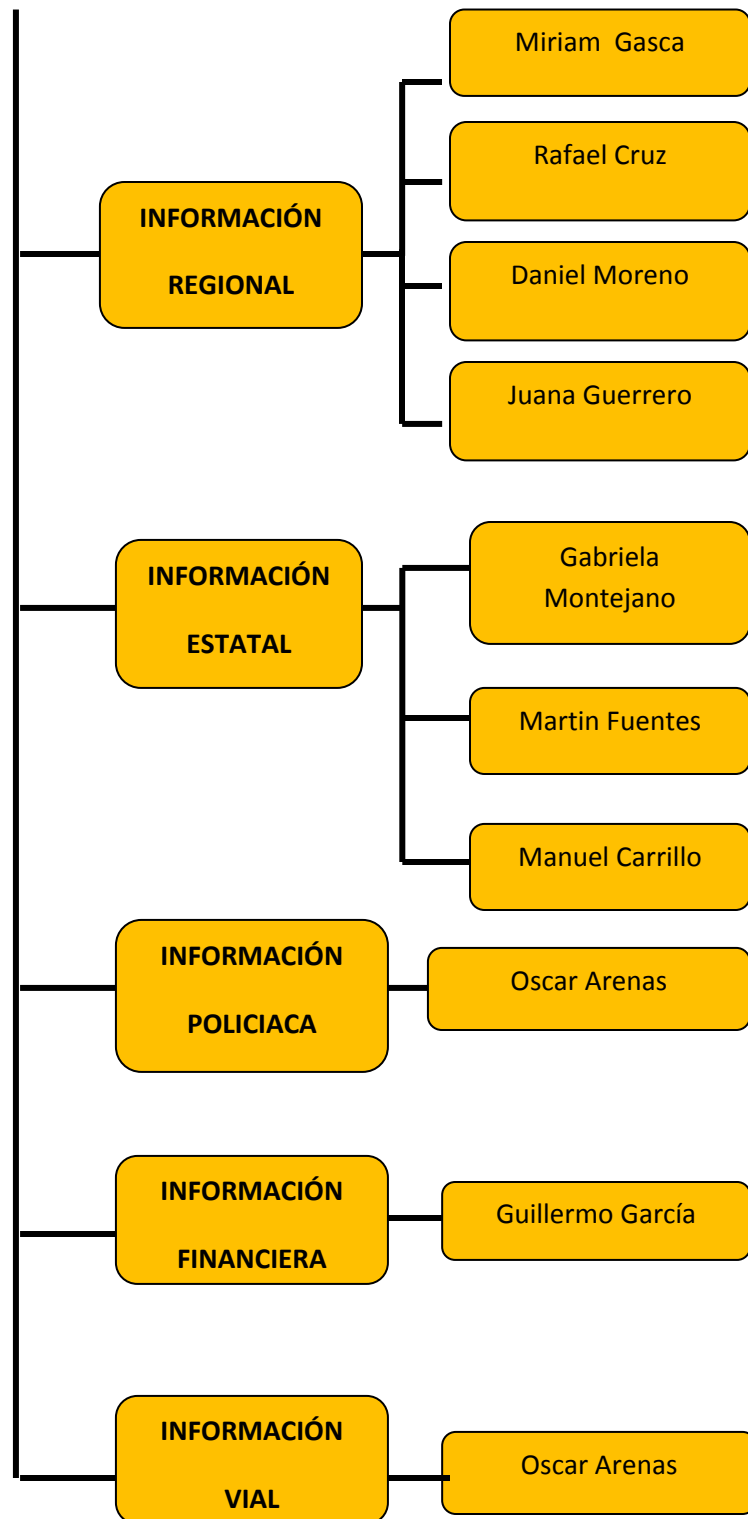 Miriam  Gasca
Rafael Cruz
INFORMACIÓN
REGIONAL
Daniel Moreno
Juana Guerrero
INFORMACIÓN
ESTATAL
Gabriela
Montejano
Martin Fuentes
Manuel Carrillo
INFORMACIÓN
POLICIACA
Oscar Arenas
INFORMACIÓN
FINANCIERA
Guillermo García
INFORMACIÓN
VIAL
Oscar Arenas